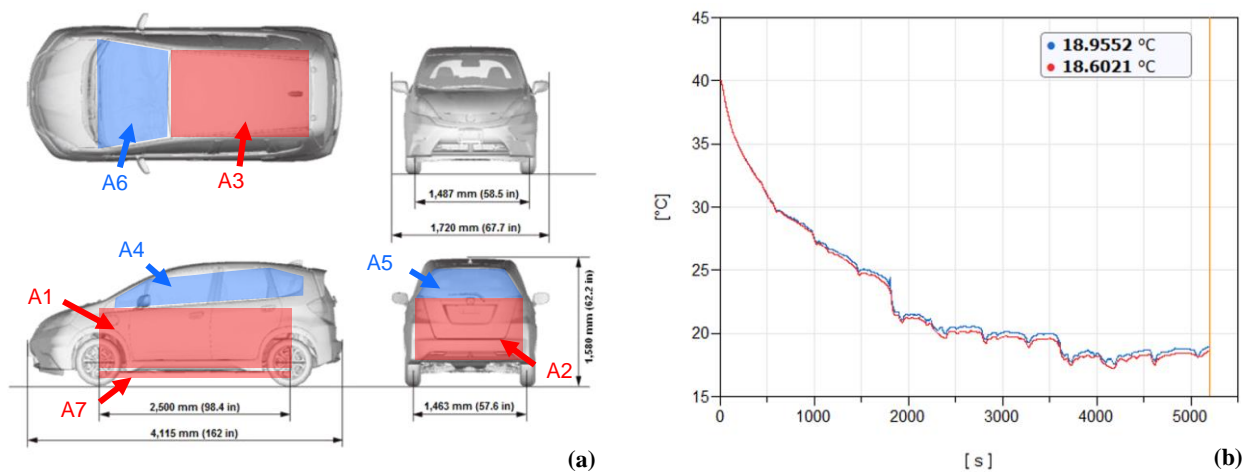 A6
A3
1,487 mm (58.5 in)
1,720 mm (67.7 in)
A4
A5
A1
A2
A7
1,580 mm (62.2 in)
2,500 mm (98.4 in)
1,463 mm (57.6 in)
4,115 mm (162 in)
(a)
45
40
35
30
25
20
15
[°C]
18.9552 °C
18.6021 °C
0
1000
2000
3000
4000
5000
[ s ]
(b)